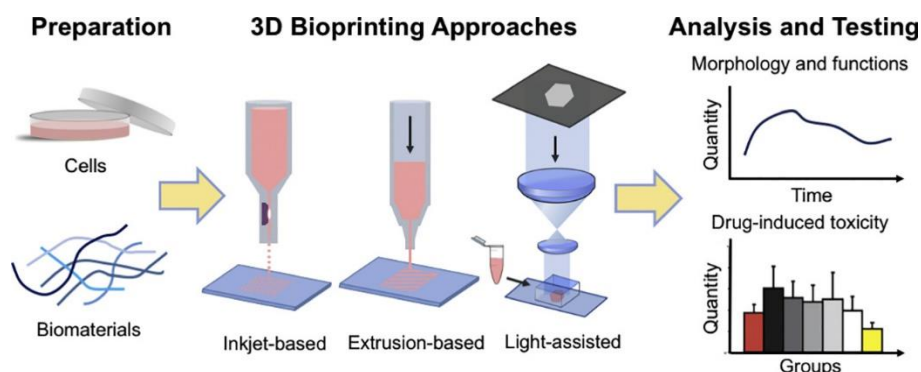 Preparation
3D Bioprinting Approaches
Analysis and Testing
Cells
Biomaterials
Inkjet-based
Extrusion-based
Light-assisted
Morphology and functions
Quantity
Time
Drug-induced toxicity
Quantity
Groups